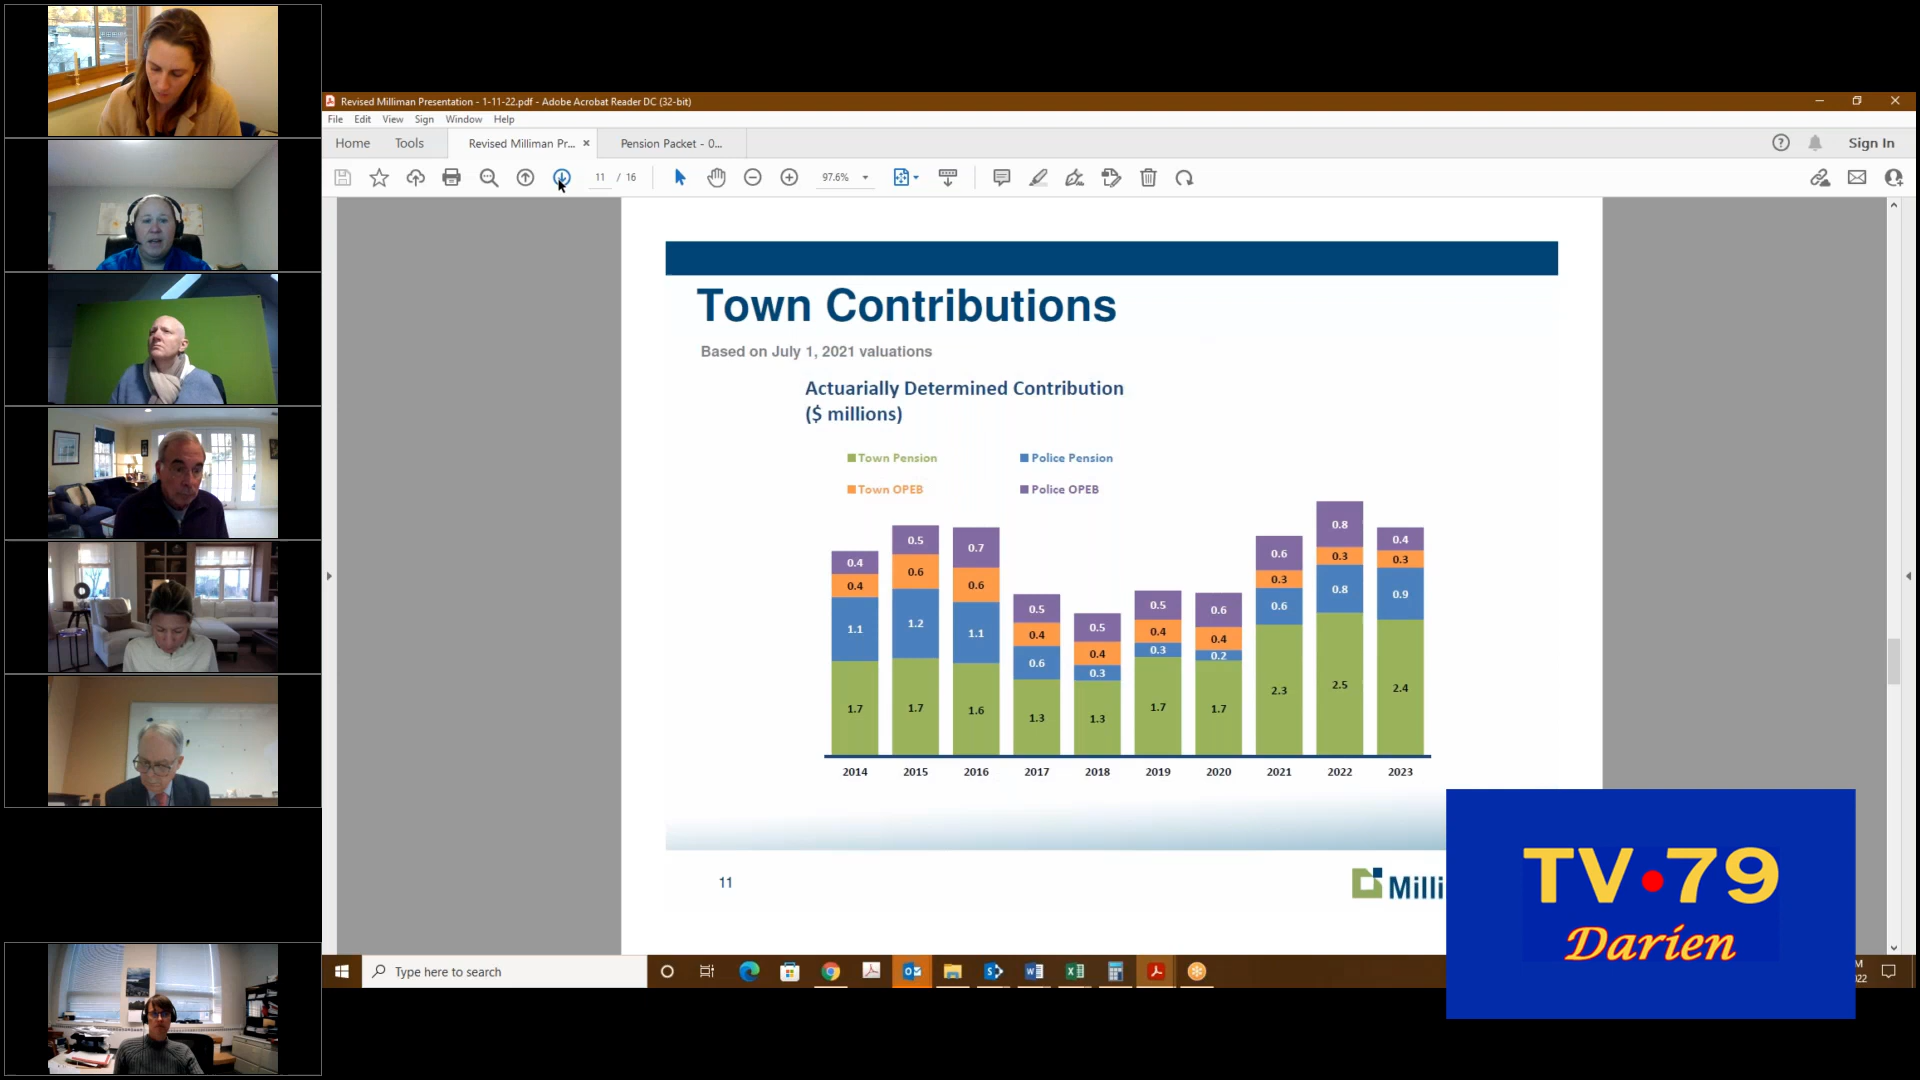 Revised Milliman Presentation - 1-11-22.pdf - Adobe Acrobat Reader DC (32-bit)
File Edit View Sign Window Help
Home Tools Revised Milliman Pr... × Pension Packet - 0... Sign In
11 / 16 97.6%
Town Contributions
Based on July 1, 2021 valuations
Actuarially Determined Contribution
($ millions)
Town Pension Police Pension
Town OPEB Police OPEB
0.4 0.5 0.7 0.5 0.5 0.5 0.6 0.6 0.8 0.4
0.4 0.6 0.6 0.4 0.4 0.4 0.4 0.3 0.3 0.3
1.1 1.2 1.1 0.6 0.3 0.3 0.2 0.6 0.8 0.9
1.7 1.7 1.6 1.3 1.3 1.7 1.7 2.3 2.5 2.4
2014 2015 2016 2017 2018 2019 2020 2021 2022 2023
11
Milli
TV•79
Darien
Type here to search
M
22